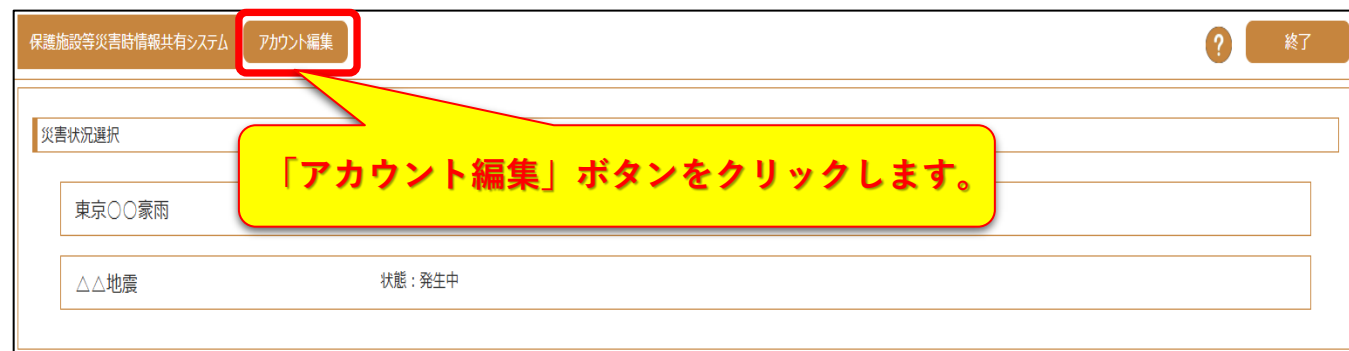 保護施設等災害時情報共有システム
アカウント編集
?
終了
災害状況選択
「アカウント編集」ボタンをクリックします。
東京〇〇豪雨
△△地震
状態：発生中